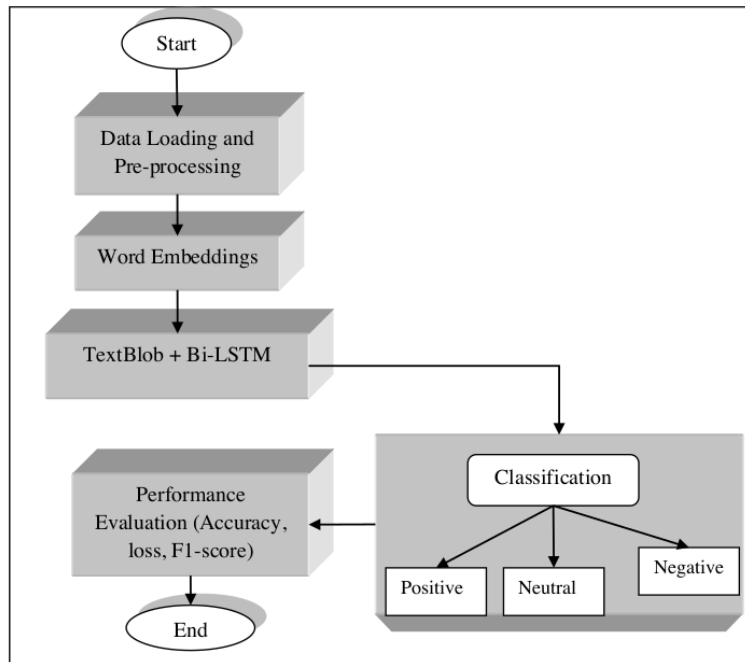 Start
Data Loading and
Pre-processing
Word Embeddings
TextBlob + Bi-LSTM
Classification
Positive
Neutral
Negative
Performance
Evaluation (Accuracy,
loss, F1-score)
End